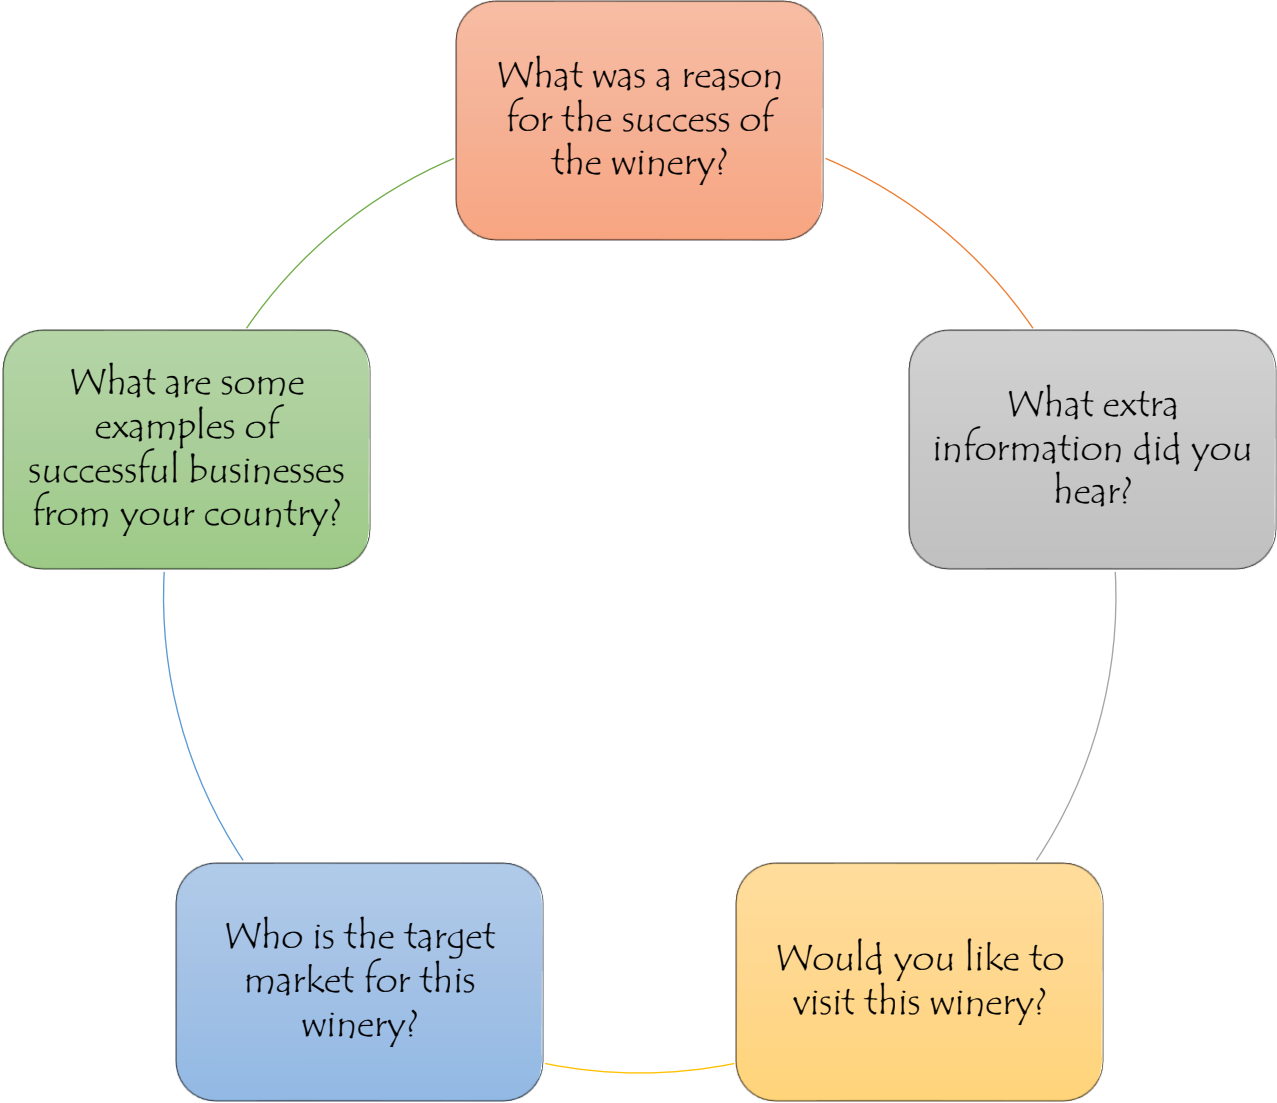 What was a reason
for the success of
the winery?
What extra
information did you
hear?
Would you like to
visit this winery?
Who is the target
market for this
winery?
What are some
examples of
successful businesses
from your country?